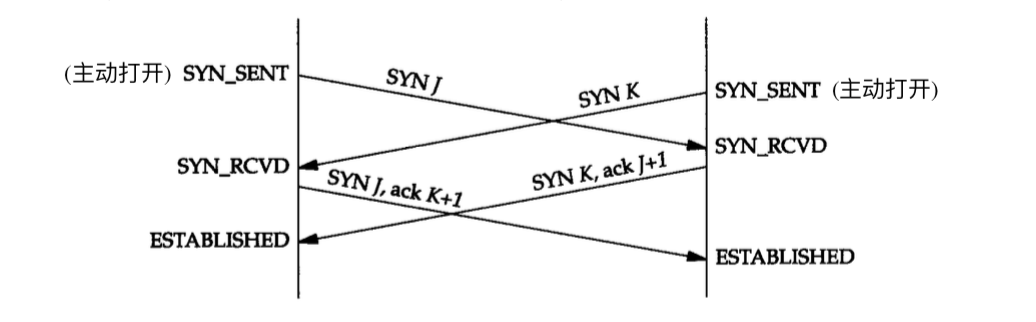 (主动打开) SYN_SENT
SYN J
SYN K
SYN_SENT (主动打开)
SYN_RCVD
SYN_RCVD
SYN J, ack K+1
SYN K, ack J+1
ESTABLISHED
ESTABLISHED